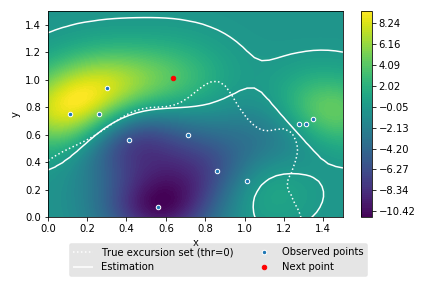 1.4
1.2
1.0
0.8
0.6
0.4
0.2
0.0
y
0.0 0.2 0.4 0.6 0.8 1.0 1.2 1.4
x
8.24
6.16
4.09
2.02
−0.05
−2.13
−4.20
−6.27
−8.34
−10.42
True excursion set (thr=0)
Estimation
Observed points
Next point